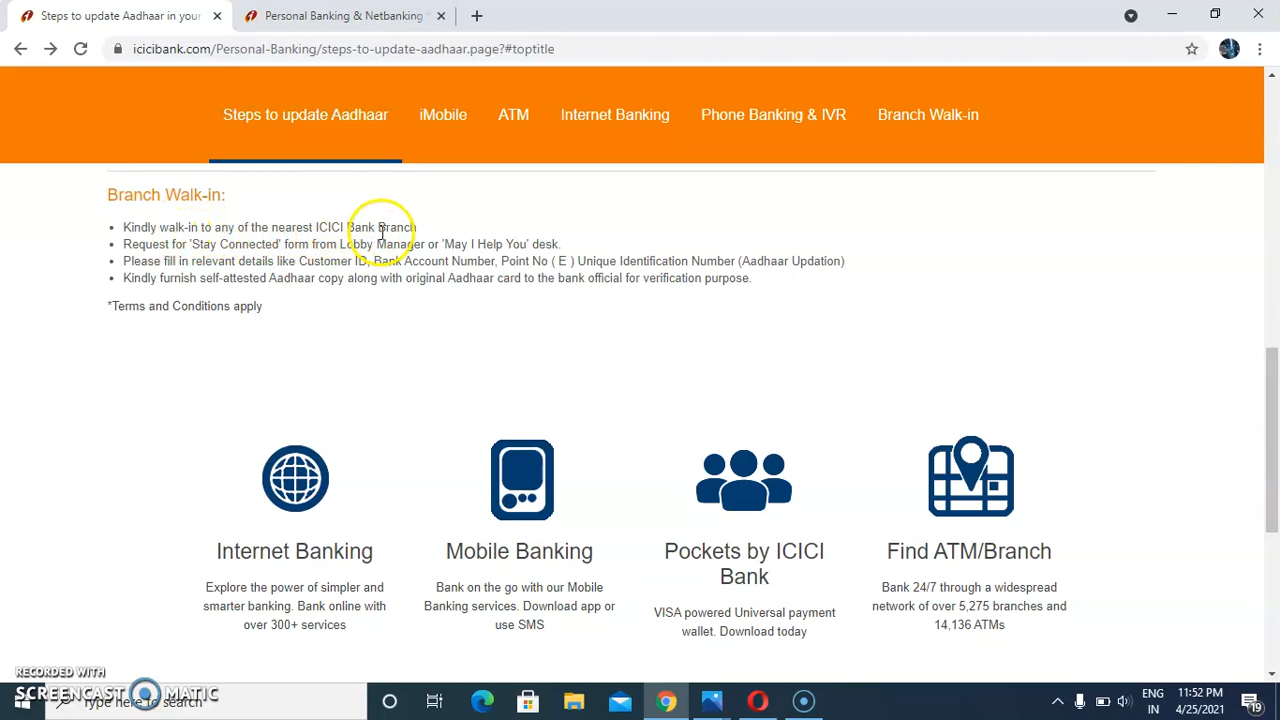 Steps to update Aadhaar in your
Personal Banking & Netbanking
icicibank.com/Personal-Banking/steps-to-update-aadhaar.page?#toptitle
Steps to update Aadhaar iMobile ATM Internet Banking Phone Banking & IVR Branch Walk-in
Branch Walk-in:
• Kindly walk-in to any of the nearest ICICI Bank Branch
• Request for 'Stay Connected' form from Lobby Manager or 'May I Help You' desk.
• Please fill in relevant details like Customer ID, Bank Account Number, Point No ( E ) Unique Identification Number (Aadhaar Updation)
• Kindly furnish self-attested Aadhaar copy along with original Aadhaar card to the bank official for verification purpose.
*Terms and Conditions apply
Internet Banking
Explore the power of simpler and
smarter banking. Bank online with
over 300+ services
Mobile Banking
Bank on the go with our Mobile
Banking services. Download app or
use SMS
Pockets by ICICI
Bank
VISA powered Universal payment
wallet. Download today
Find ATM/Branch
Bank 24/7 through a widespread
network of over 5,275 branches and
14,136 ATMs
RECORDED WITH
SCREENCAST MATIC
Type here to search
ENG
IN
11:52 PM
4/25/2021
19